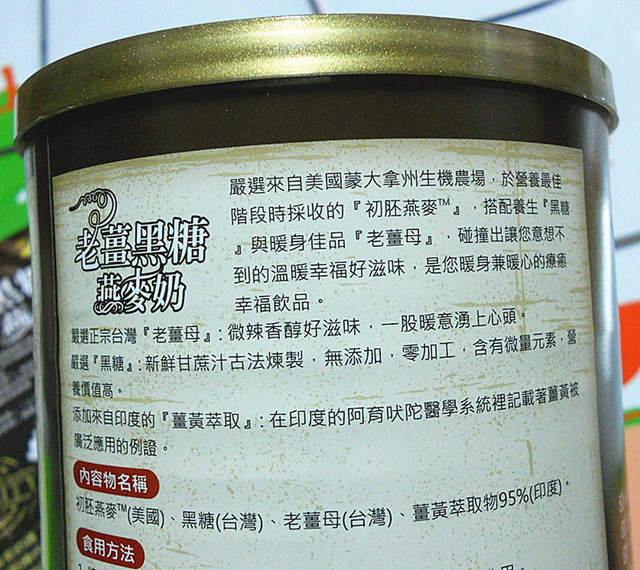 老薑黑糖
燕麥奶
嚴選來自美國蒙大拿州生機農場，於營養最佳
階段時採收的『初胚燕麥™』，搭配養生『黑糖
』與暖身佳品『老薑母』，碰撞出讓您意想不
到的溫暖幸福好滋味，是您暖身兼暖心的療癒
幸福飲品。
嚴選正宗台灣『老薑母』：微辣香醇好滋味，一股暖意湧上心頭。
嚴選『黑糖』：新鮮甘蔗汁古法煉製，無添加，零加工，含有微量元素，營
養價值高。
添加來自印度的『薑黃萃取』：在印度的阿育吠陀醫學系統裡記載著薑黃被
廣泛應用的例證。
內容物名稱
初胚燕麥™(美國)、黑糖(台灣)、老薑母(台灣)、薑黃萃取物95%(印度)。
食用方法